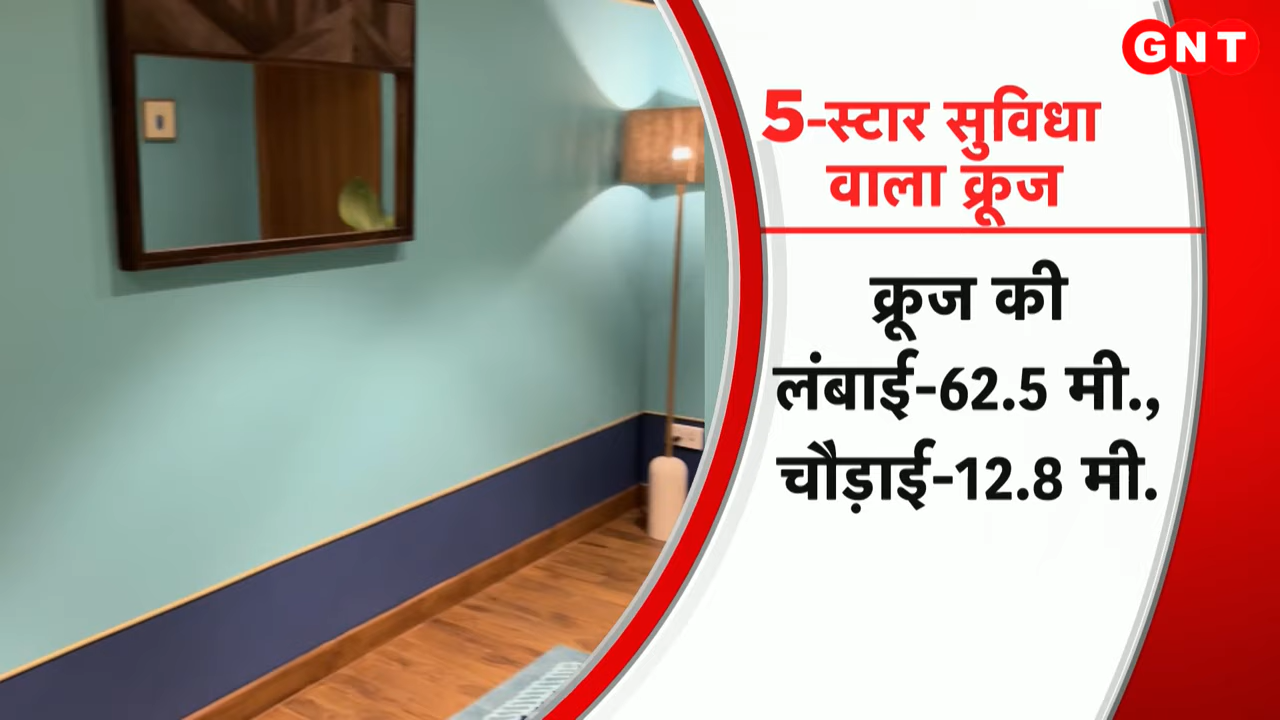 GNT
5-स्टार सुविधा
वाला क्रूज
क्रूज की
लंबाई-62.5 मी.,
चौड़ाई-12.8 मी.